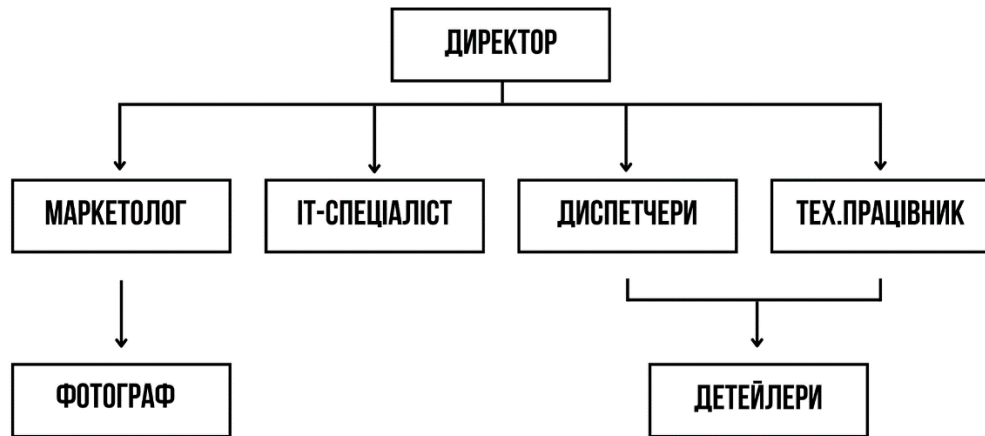 ДИРЕКТОР
МАРКЕТОЛОГ
ІТ-СПЕЦІАЛІСТ
ДИСПЕТЧЕРИ
ТЕХ.ПРАЦІВНИК
ФОТОГРАФ
ДЕТЕЙЛЕРИ